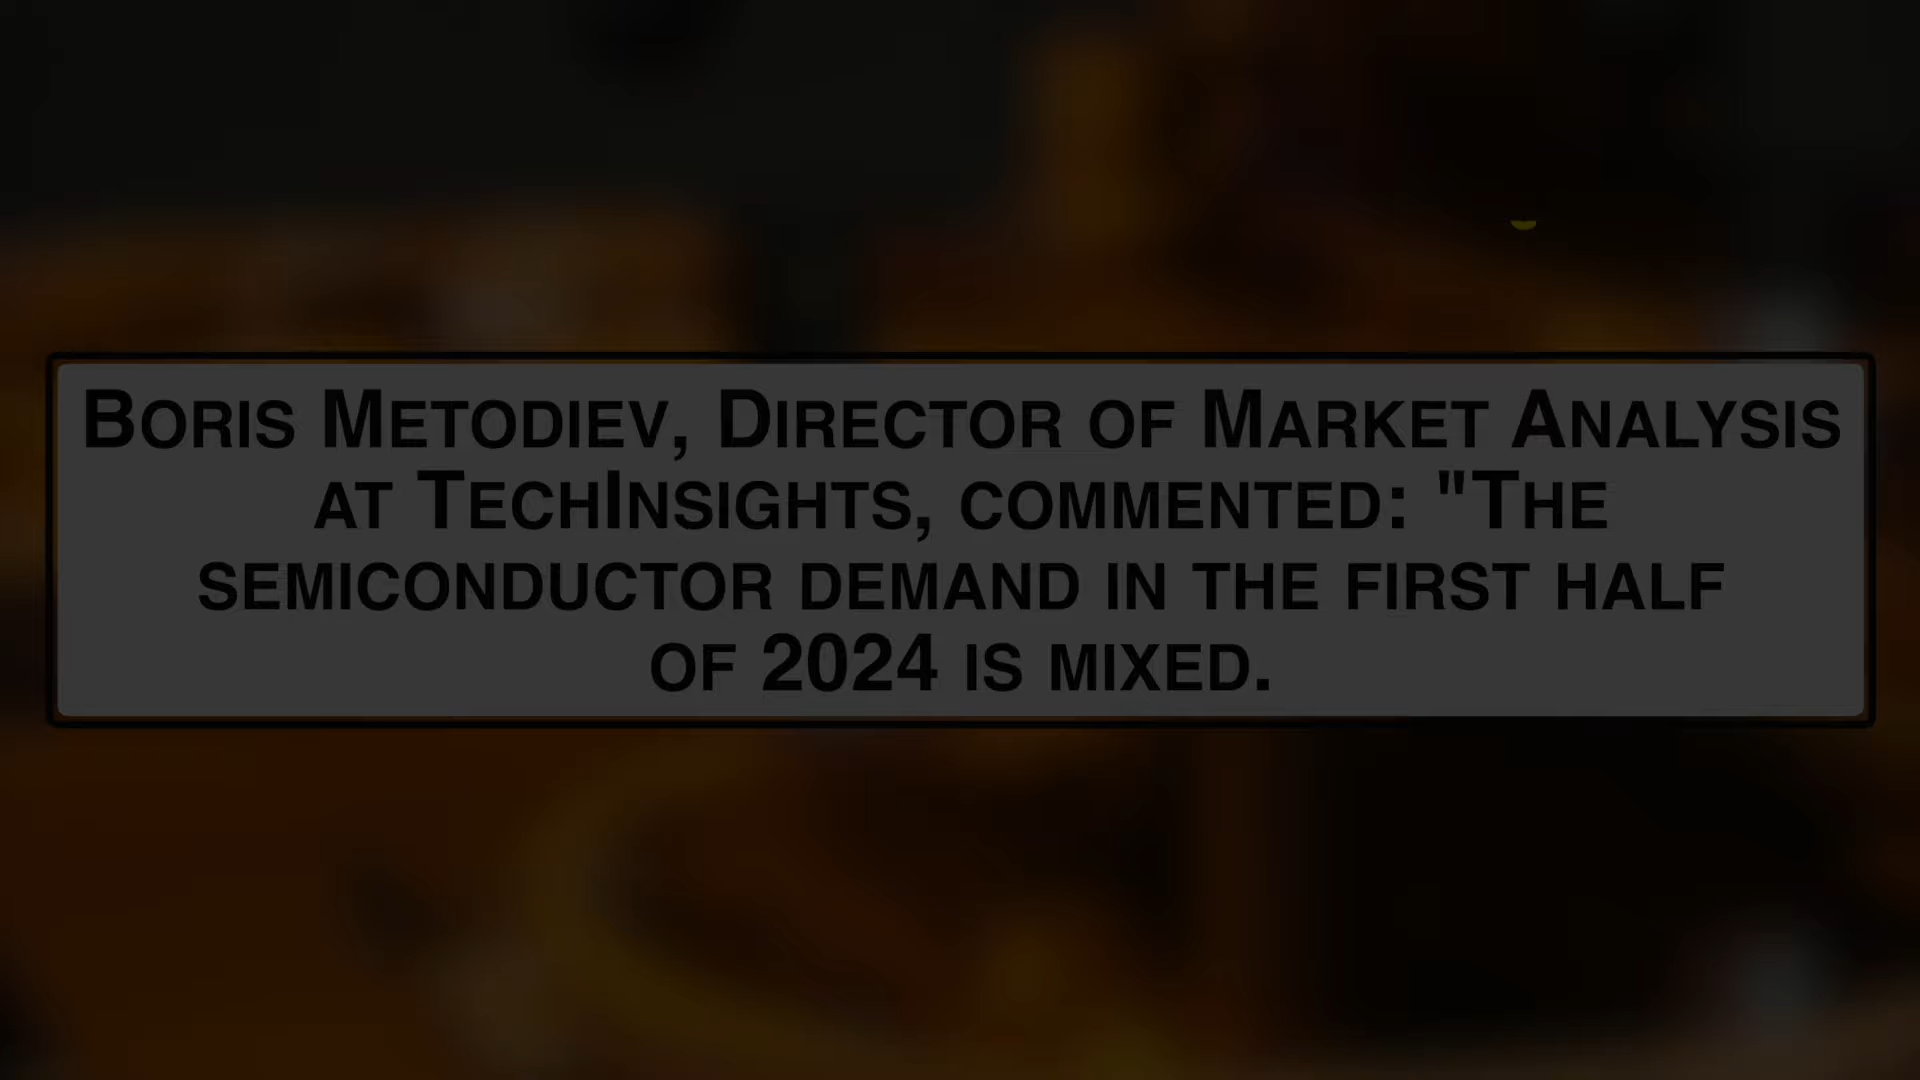 Boris Metodiev, Director of Market Analysis
at TechInsights, commented: "The
semiconductor demand in the first half
of 2024 is mixed.